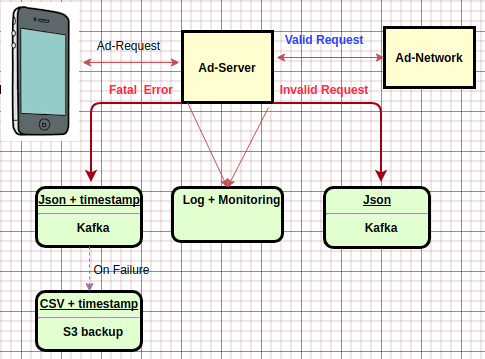 Ad-Request
Valid Request
Ad-Server
Ad-Network
Fatal Error
Invalid Request
Json + timestamp
Kafka
Log + Monitoring
Json
Kafka
On Failure
CSV + timestamp
S3 backup